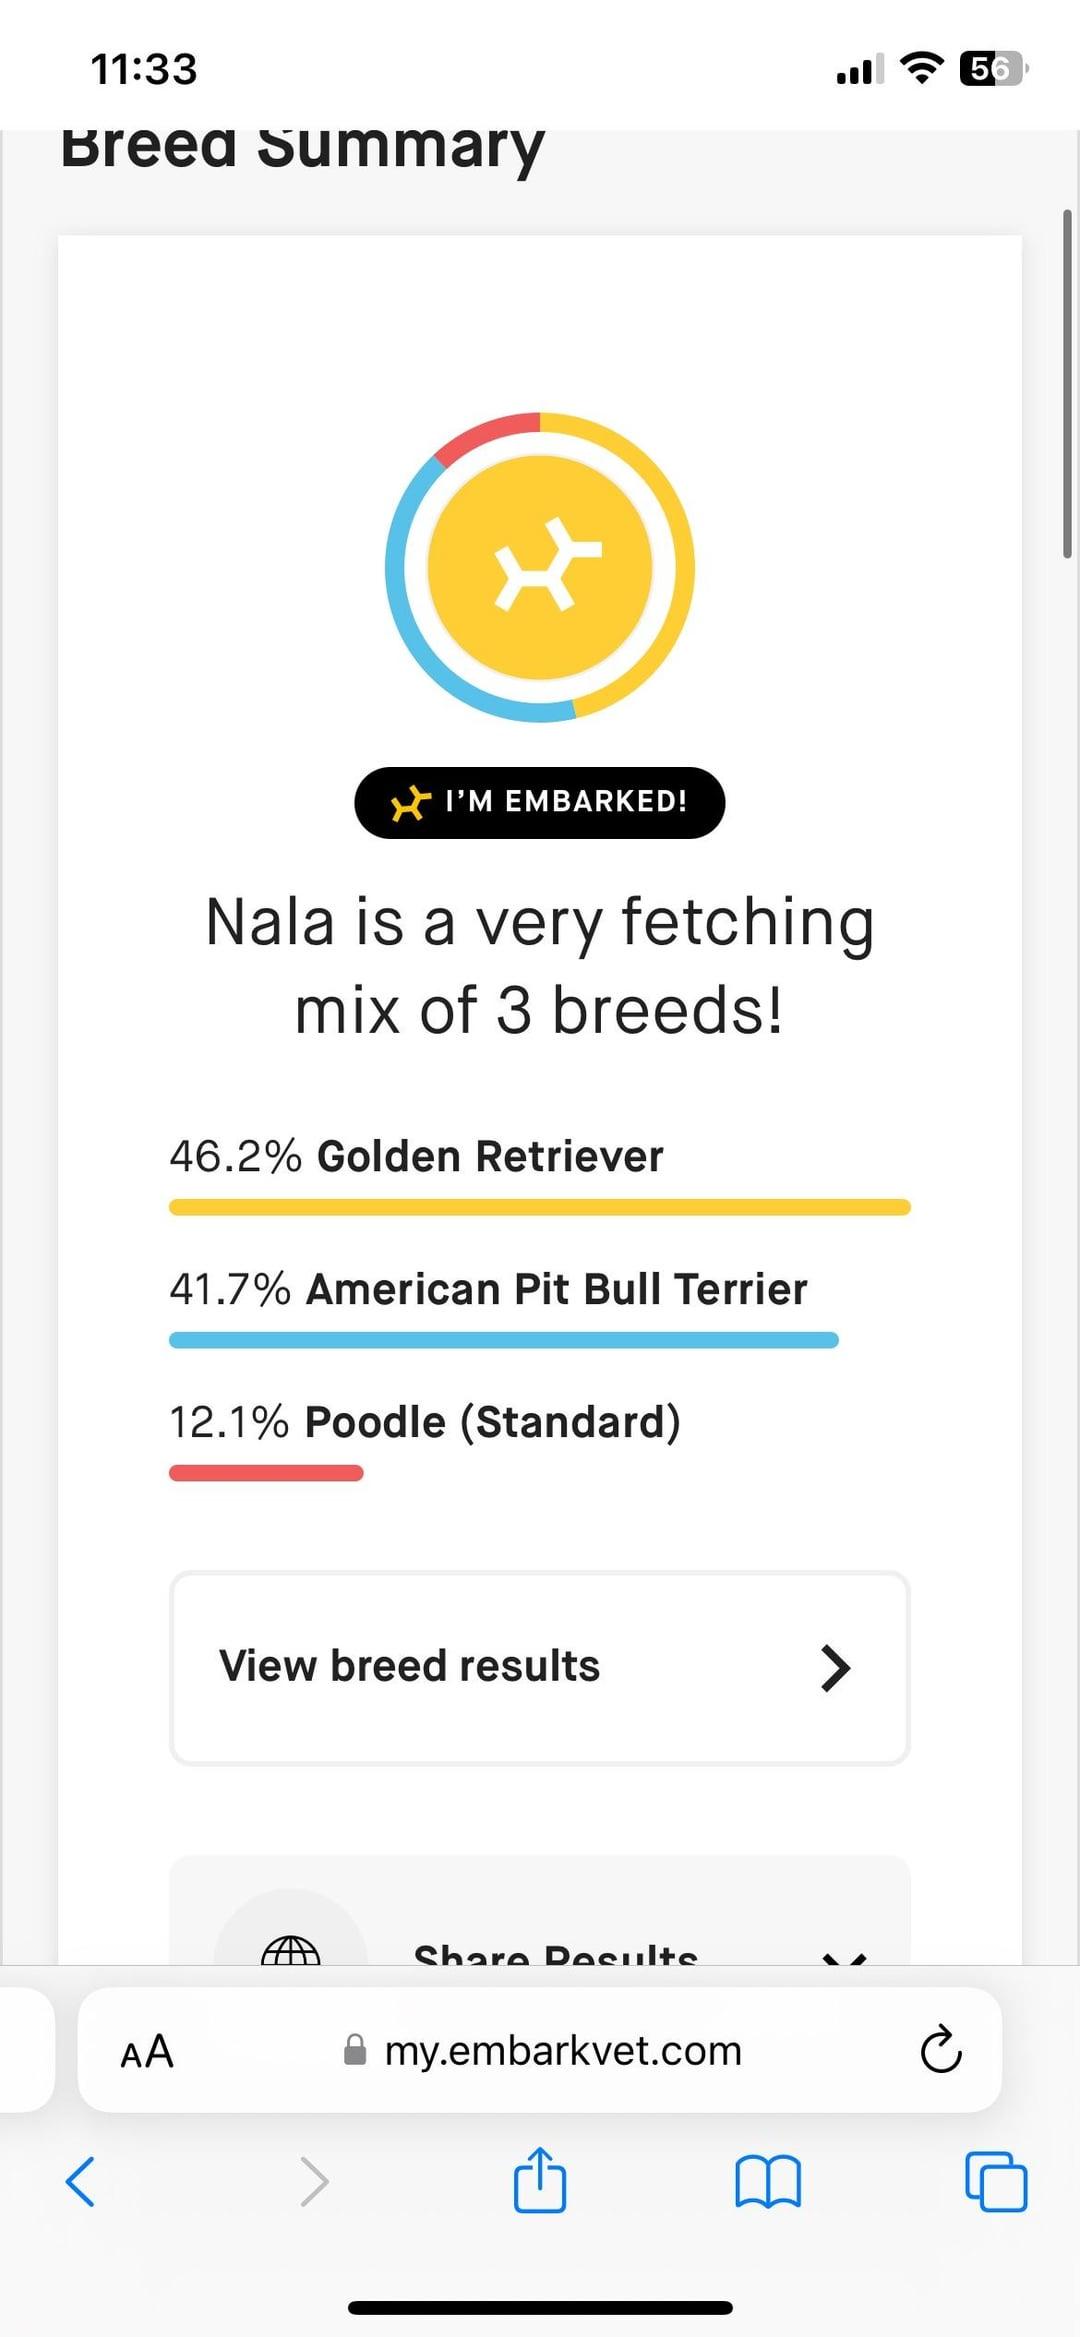 11:33
56
Breed Summary
I'M EMBARKED!
Nala is a very fetching
mix of 3 breeds!
46.2% Golden Retriever
41.7% American Pit Bull Terrier
12.1% Poodle (Standard)
View breed results
Share Results
AA
my.embarkvet.com